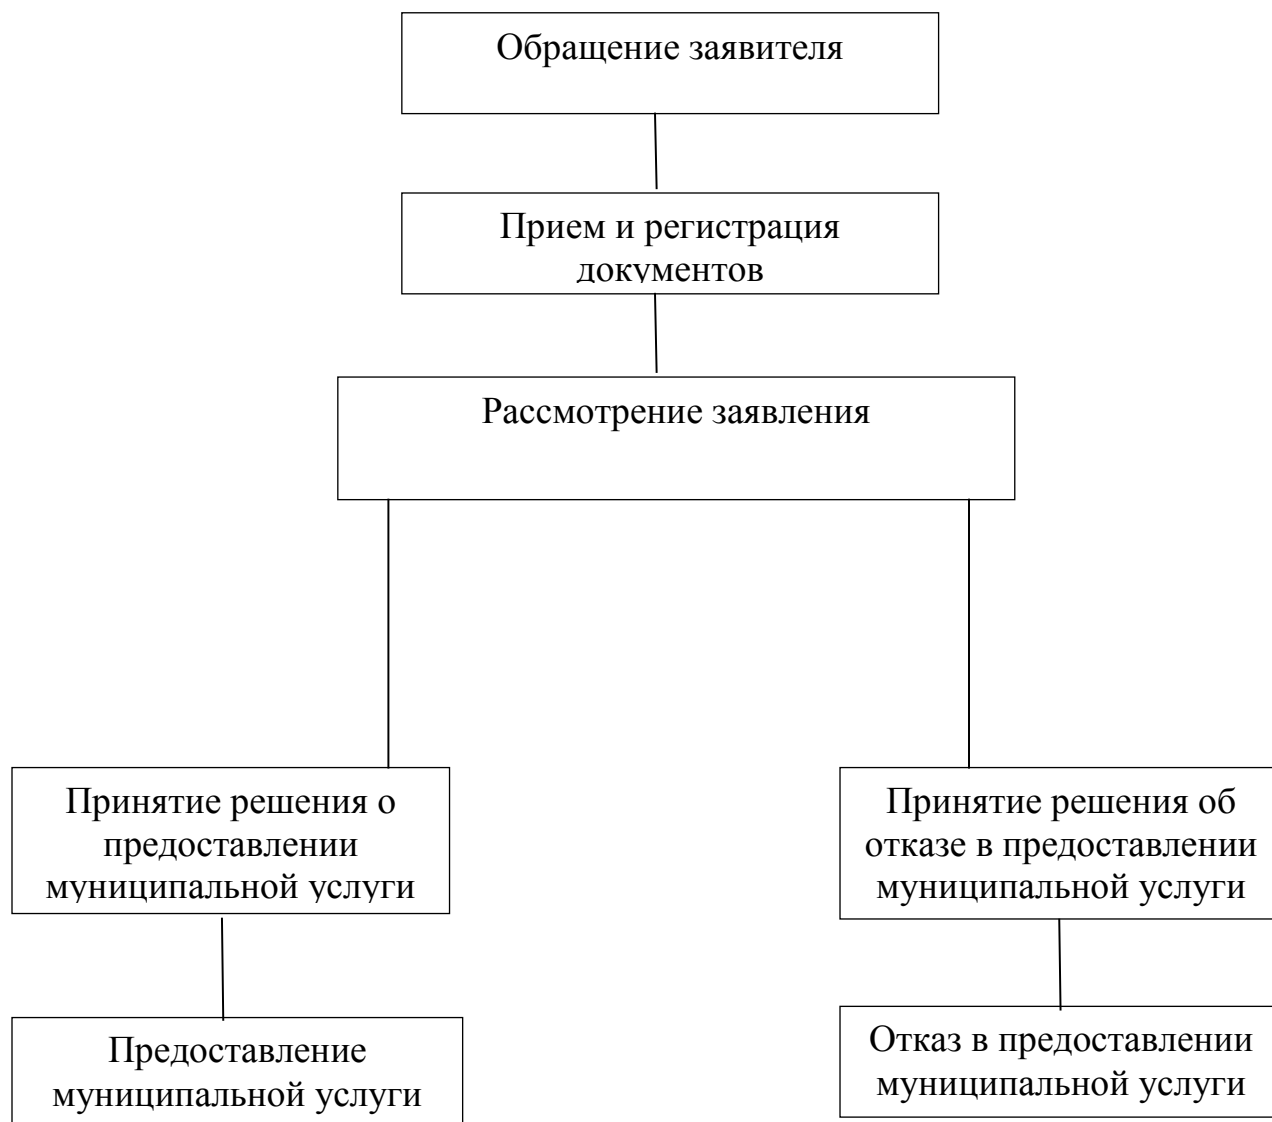 Обращение заявителя
Прием и регистрация
документов
Рассмотрение заявления
Принятие решения о
предоставлении
муниципальной услуги
Принятие решения об
отказе в предоставлении
муниципальной услуги
Предоставление
муниципальной услуги
Отказ в предоставлении
муниципальной услуги